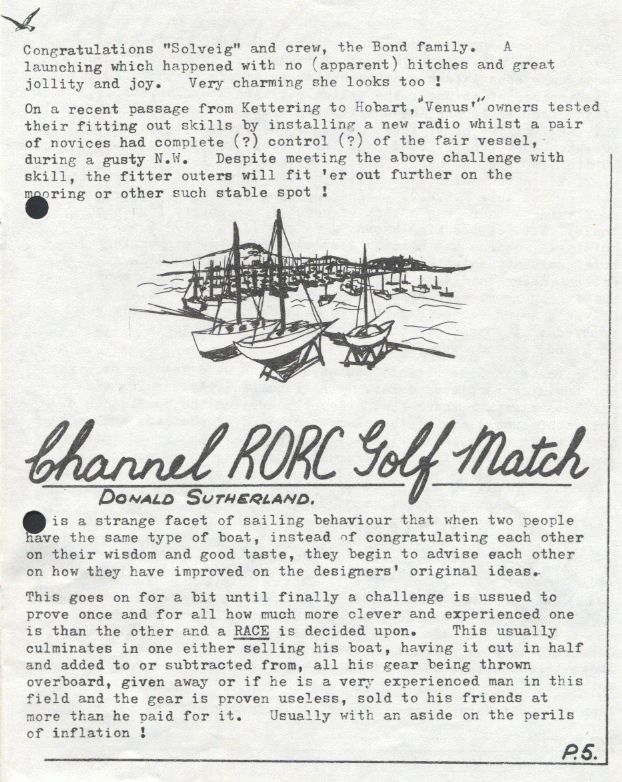 Congratulations "Solveig" and crew, the Bond family. A
launching which happened with no (apparent) hitches and great
jollity and joy. Very charming she looks too !
On a recent passage from Kettering to Hobart, "Venus'" owners tested
their fitting out skills by installing a new radio whilst a pair
of novices had complete (?) control (?) of the fair vessel,
during a gusty N.W. Despite meeting the above challenge with
skill, the fitter outers will fit 'er out further on the
mooring or other such stable spot !
Channel RORC Golf Match
DONALD SUTHERLAND.
is a strange facet of sailing behaviour that when two people
have the same type of boat, instead of congratulating each other
on their wisdom and good taste, they begin to advise each other
on how they have improved on the designers' original ideas.
This goes on for a bit until finally a challenge is ussued to
prove once and for all how much more clever and experienced one
is than the other and a RACE is decided upon. This usually
culminates in one either selling his boat, having it cut in half
and added to or subtracted from, all his gear being thrown
overboard, given away or if he is a very experienced man in this
field and the gear is proven useless, sold to his friends at
more than he paid for it. Usually with an aside on the perils
of inflation !
P.5.